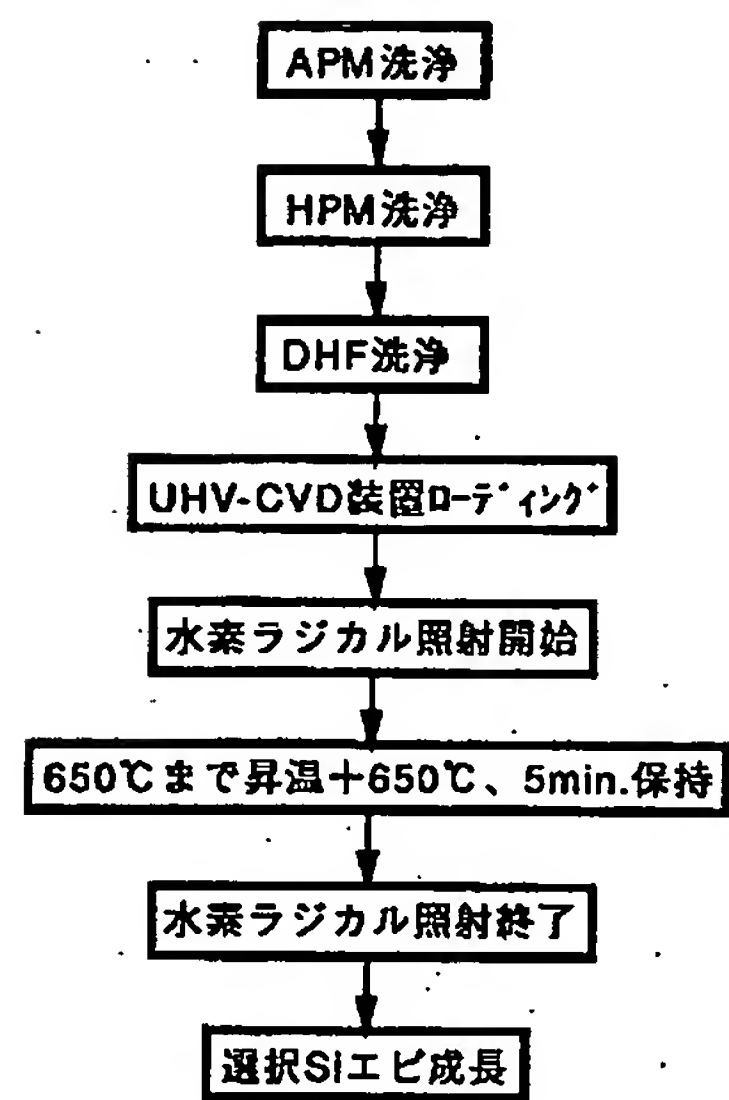 APM洗浄
HPM洗浄
DHF洗浄
UHV-CVD装置ﾛｰﾃﾞｨﾝｸﾞ
水素ラジカル照射開始
650℃まで昇温＋650℃、5min.保持
水素ラジカル照射終了
選択Siエピ成長